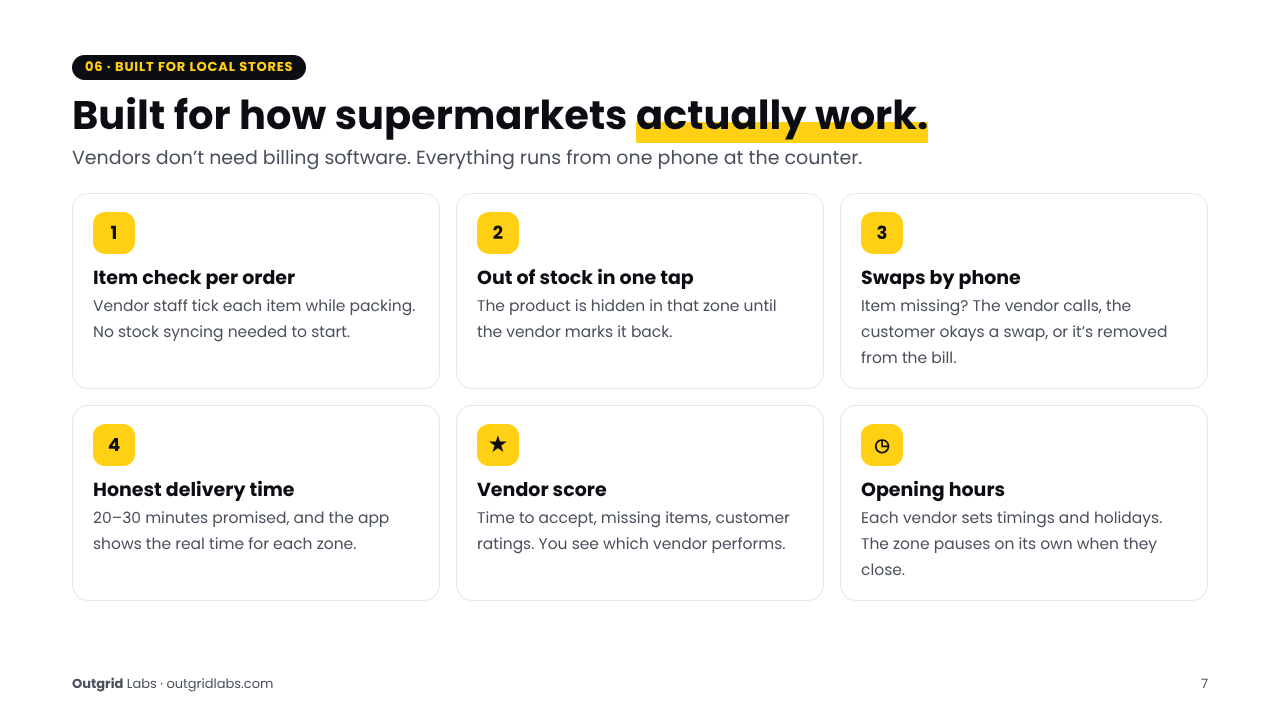 06 · BUILT FOR LOCAL STORES
Built for how supermarkets actually work.
Vendors don’t need billing software. Everything runs from one phone at the counter.
1
Item check per order
Vendor staff tick each item while packing.
No stock syncing needed to start.
2
Out of stock in one tap
The product is hidden in that zone until
the vendor marks it back.
3
Swaps by phone
Item missing? The vendor calls, the
customer okays a swap, or it’s removed
from the bill.
4
Honest delivery time
20–30 minutes promised, and the app
shows the real time for each zone.
★
Vendor score
Time to accept, missing items, customer
ratings. You see which vendor performs.
◷
Opening hours
Each vendor sets timings and holidays.
The zone pauses on its own when they
close.
Outgrid Labs · outgridlabs.com
7